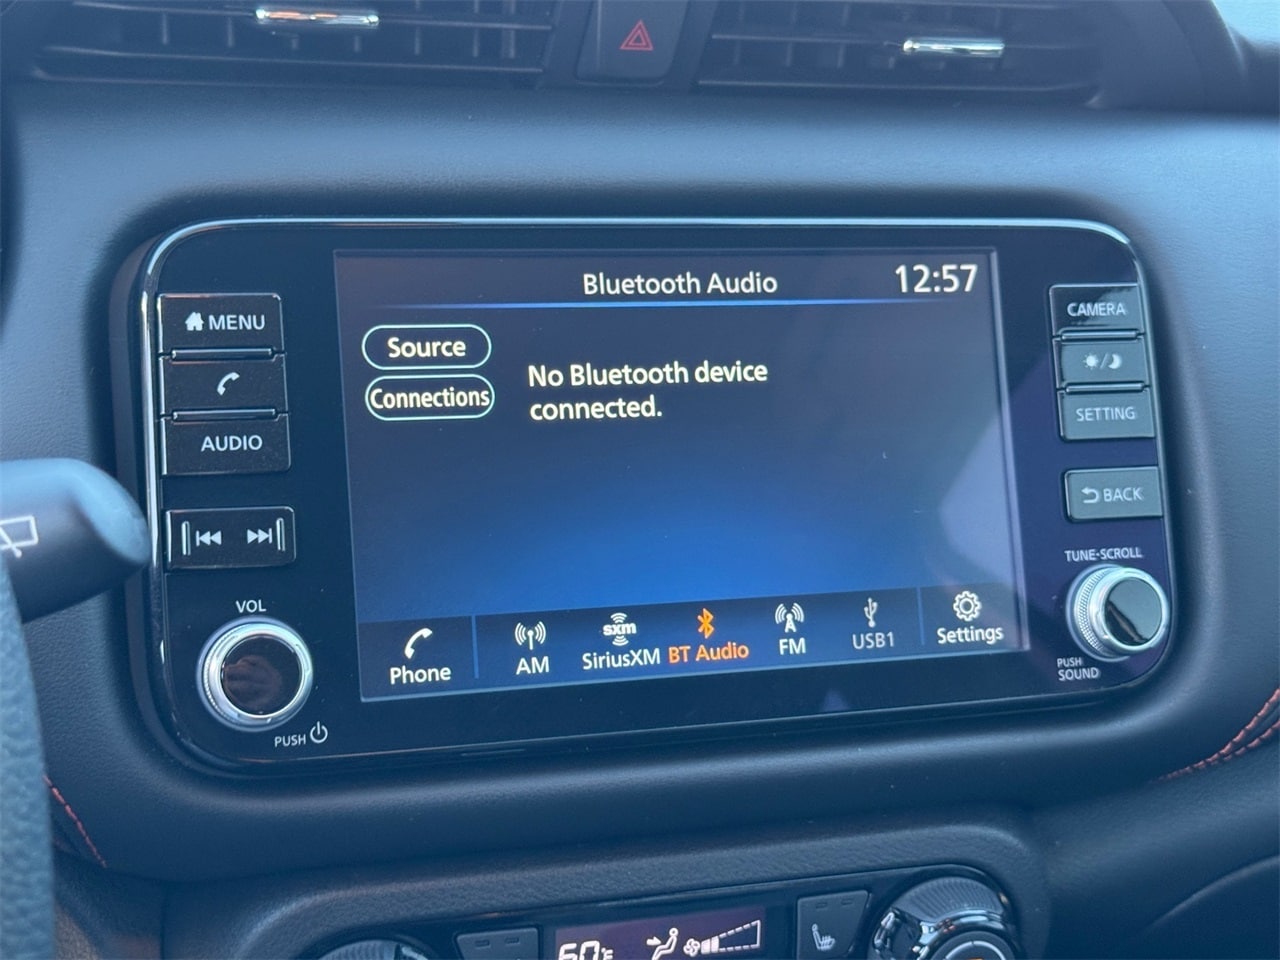 Bluetooth Audio
12:57
Source
Connections
No Bluetooth device
connected.
Phone
AM
sxm
SiriusXM
BT Audio
FM
USB1
Settings
MENU
AUDIO
VOL
PUSH
CAMERA
SETTING
BACK
TUNE·SCROLL
PUSH
SOUND
60°F